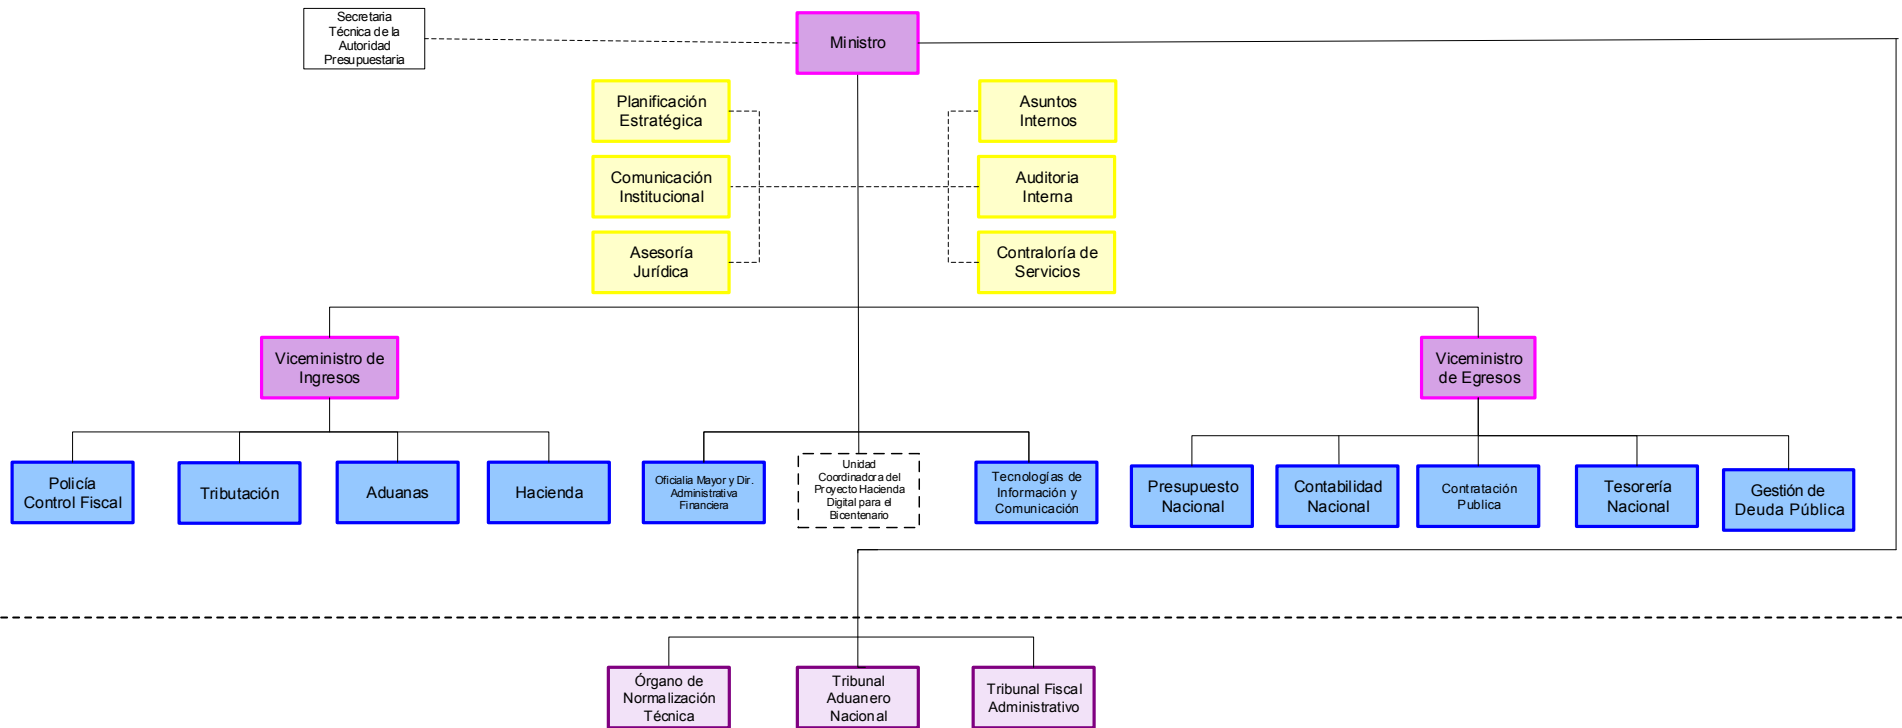 Secretaria
Técnica de la
Autoridad
Presupuestaria
Ministro
Planificación
Estratégica
Asuntos
Internos
Comunicación
Institucional
Auditoria
Interna
Asesoría
Jurídica
Contraloría de
Servicios
Viceministro de
Ingresos
Viceministro
de Egresos
Policía
Control Fiscal
Tributación
Aduanas
Hacienda
Oficialia Mayor y Dir.
Administrativa
Financiera
Unidad
Coordinadora del
Proyecto Hacienda
Digital para el
Bicentenario
Tecnologías de
Información y
Comunicación
Presupuesto
Nacional
Contabilidad
Nacional
Contratación
Publica
Tesorería
Nacional
Gestión de
Deuda Pública
Órgano de
Normalización
Técnica
Tribunal
Aduanero
Nacional
Tribunal Fiscal
Administrativo